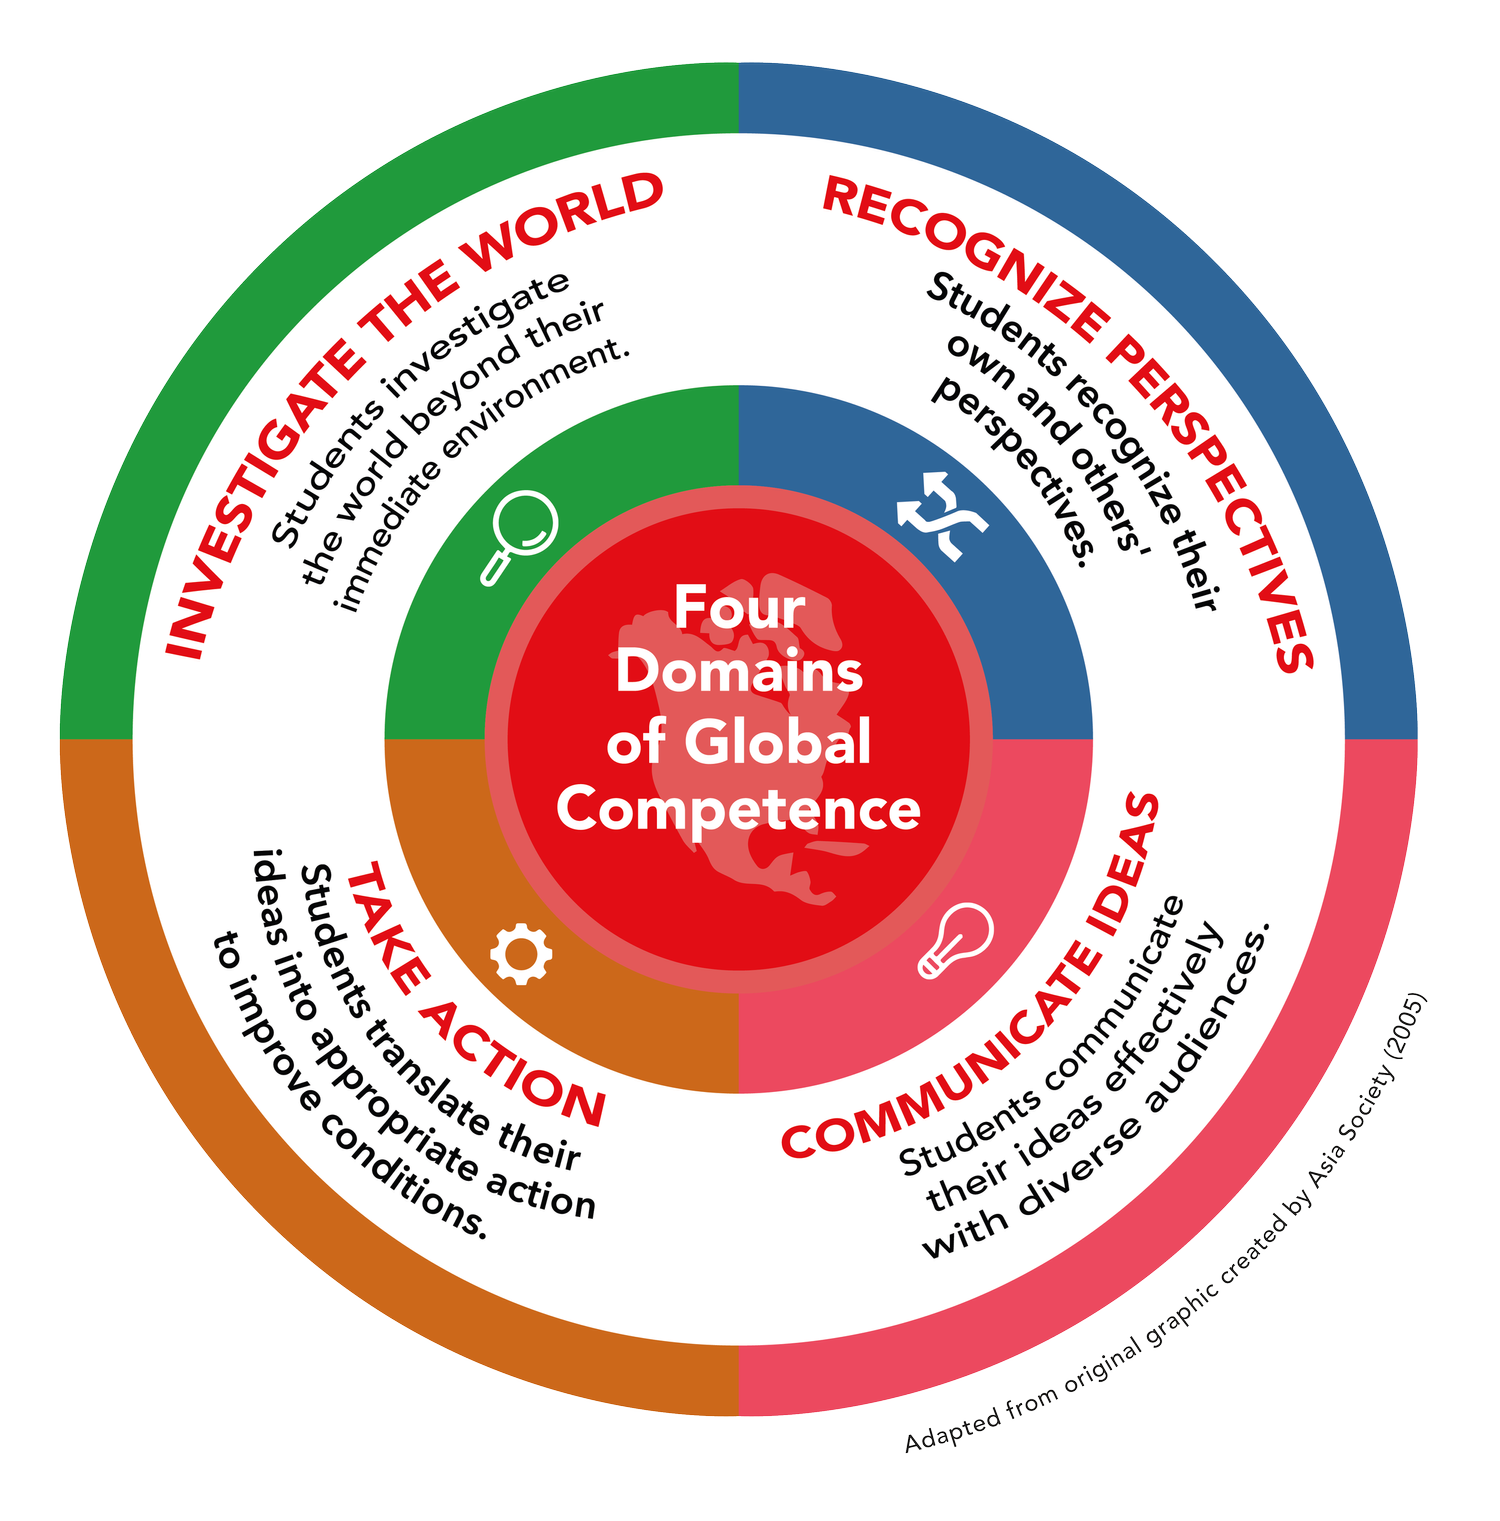 INVESTIGATE THE WORLD
Students investigate
the world beyond their
immediate environment.
RECOGNIZE PERSPECTIVES
Students recognize their
own and others'
perspectives.
Four
Domains
of Global
Competence
TAKE ACTION
Students translate their
ideas into appropriate action
to improve conditions.
COMMUNICATE IDEAS
Students communicate
their ideas effectively
with diverse audiences.
Adapted from original graphic created by Asia Society (2005)